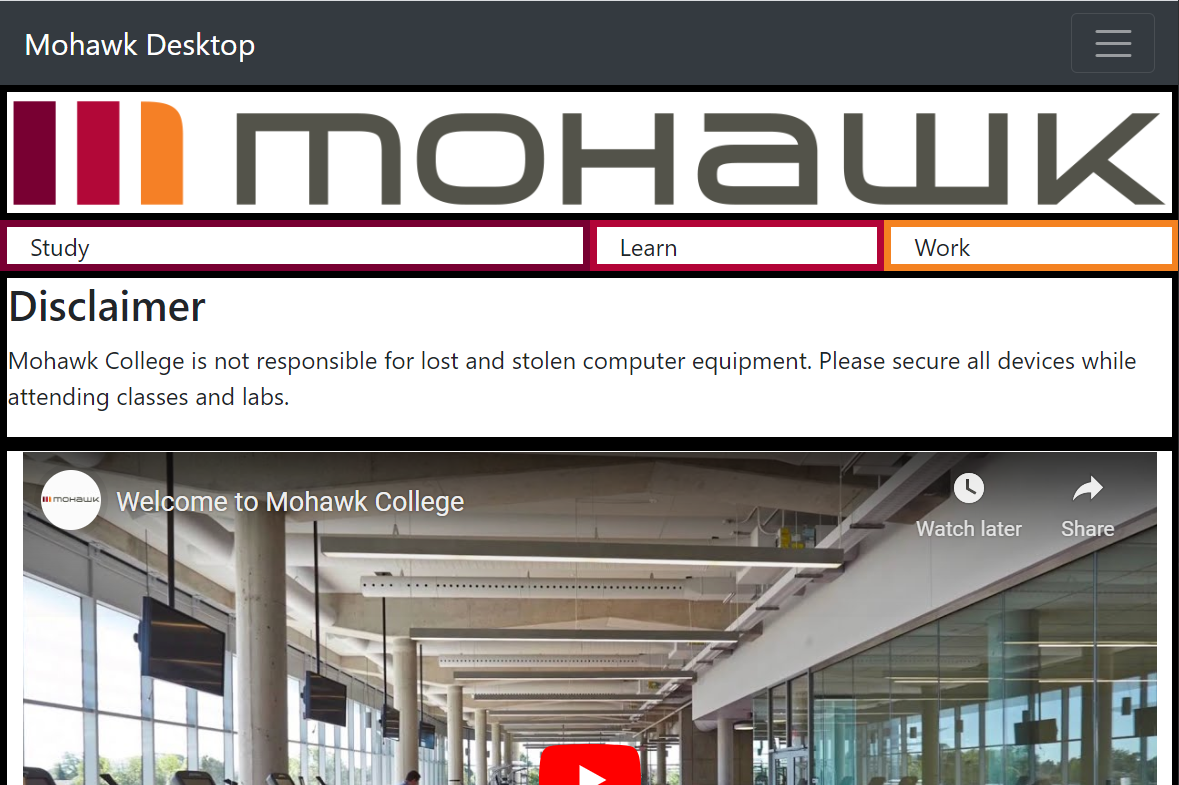 Mohawk Desktop
mohawk
Study
Learn
Work
Disclaimer
Mohawk College is not responsible for lost and stolen computer equipment. Please secure all devices while
attending classes and labs.
mohawk
Welcome to Mohawk College
Watch later
Share